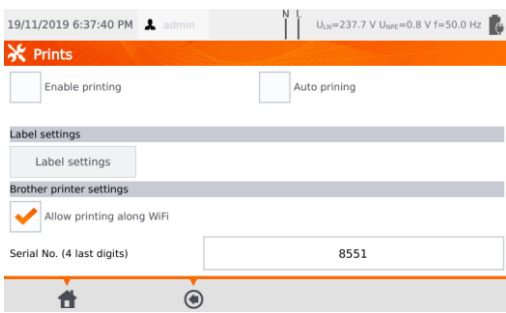 19/11/2019 6:37:40 PM admin N L ULN=237.7 V UNPE=0.8 V f=50.0 Hz
Prints
Enable printing Auto prining
Label settings
Label settings
Brother printer settings
Allow printing along WiFi
Serial No. (4 last digits) 8551